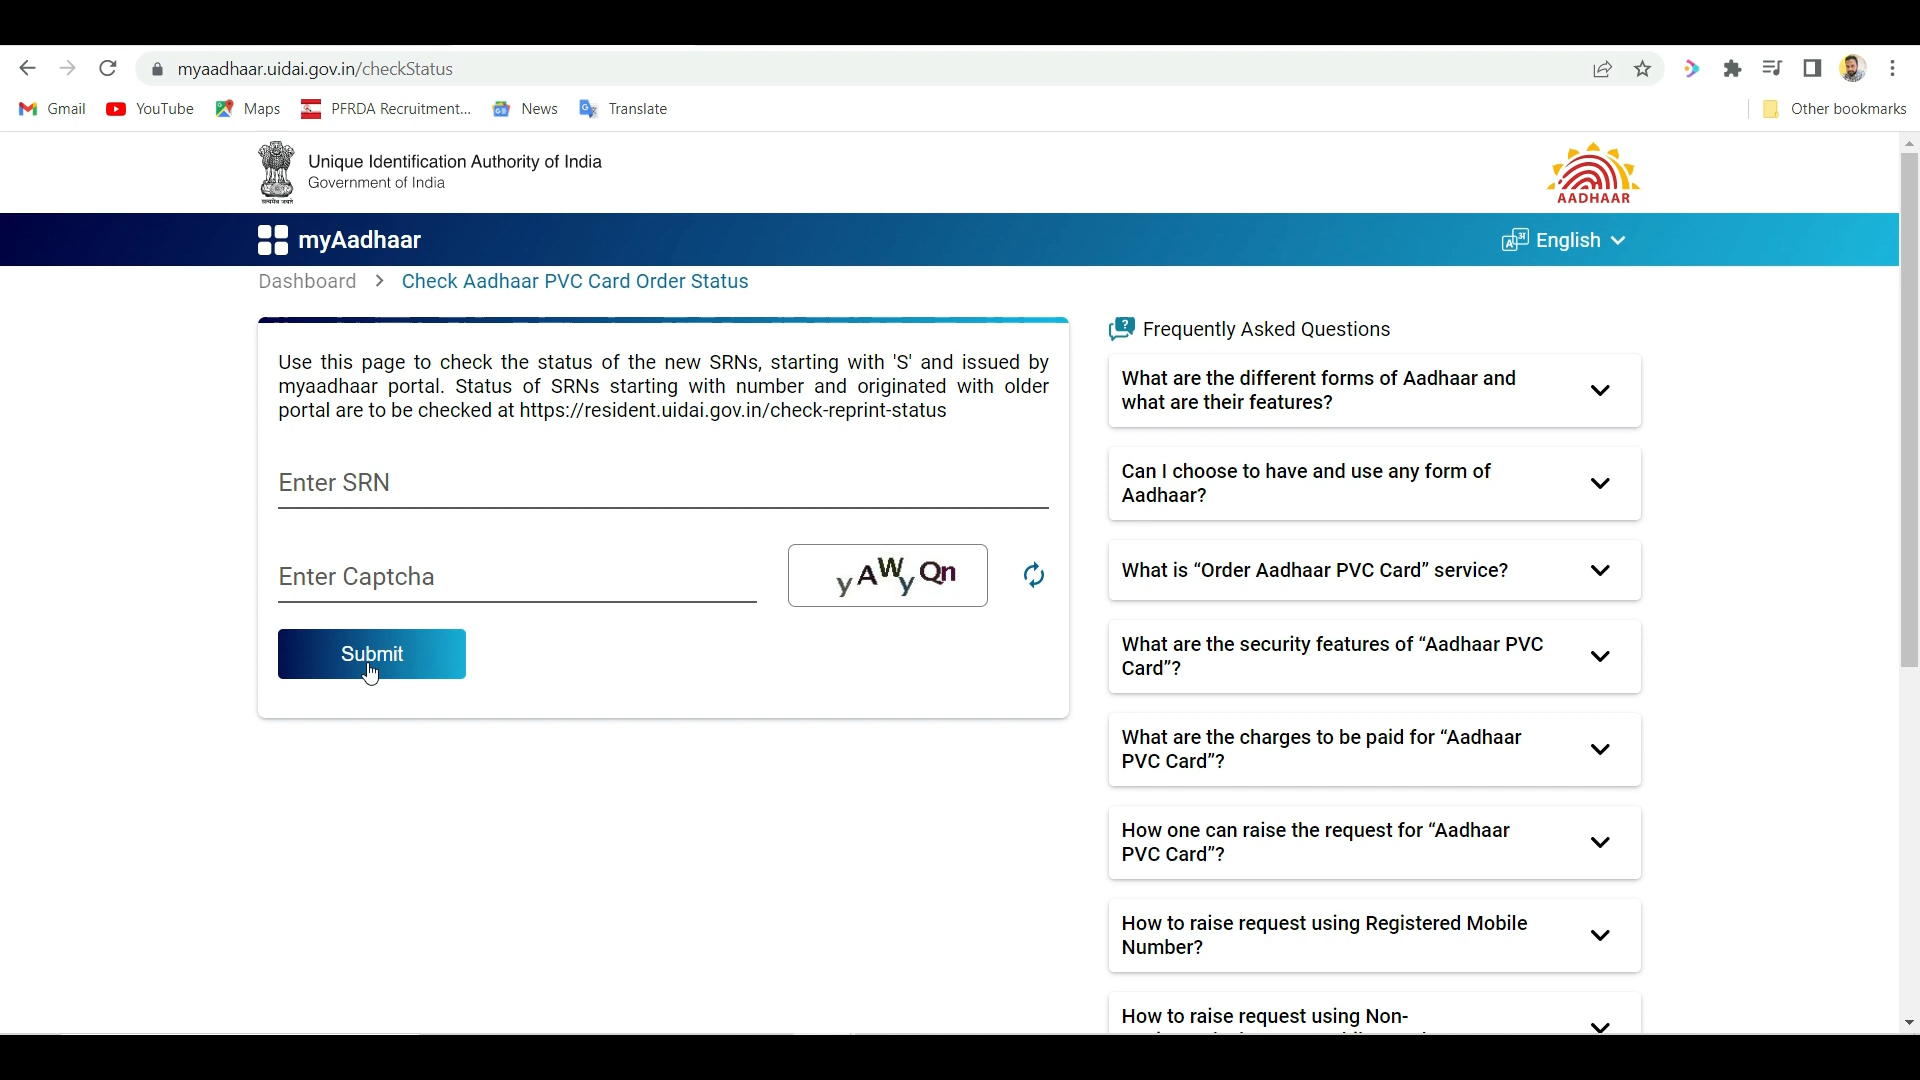 myaadhaar.uidai.gov.in/checkStatus
Gmail YouTube Maps PFRDA Recruitment... News Translate Other bookmarks
Unique Identification Authority of India
Government of India
सत्यमेव जयते
AADHAAR
myAadhaar
English
Dashboard > Check Aadhaar PVC Card Order Status
Use this page to check the status of the new SRNs, starting with 'S' and issued by
myaadhaar portal. Status of SRNs starting with number and originated with older
portal are to be checked at https://resident.uidai.gov.in/check-reprint-status
Enter SRN
Enter Captcha
yAWyQn
Submit
Frequently Asked Questions
What are the different forms of Aadhaar and
what are their features?
Can I choose to have and use any form of
Aadhaar?
What is “Order Aadhaar PVC Card” service?
What are the security features of “Aadhaar PVC
Card”?
What are the charges to be paid for “Aadhaar
PVC Card”?
How one can raise the request for “Aadhaar
PVC Card”?
How to raise request using Registered Mobile
Number?
How to raise request using Non-